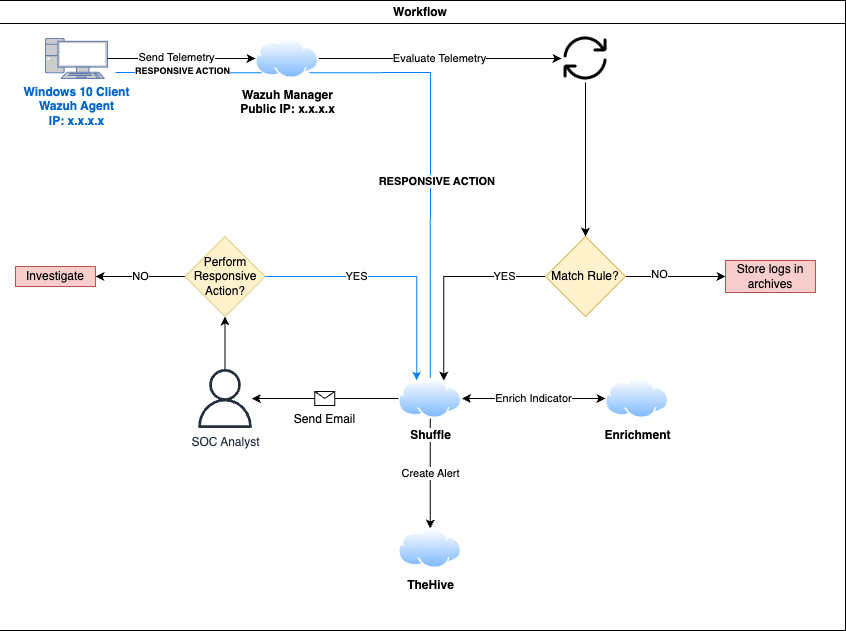 Workflow
Send Telemetry
Evaluate Telemetry
RESPONSIVE ACTION
Windows 10 Client
Wazuh Agent
IP: x.x.x.x
Wazuh Manager
Public IP: x.x.x.x
RESPONSIVE ACTION
Investigate
NO
Perform
Responsive
Action?
YES
YES
Match Rule?
NO
Store logs in
archives
Send Email
SOC Analyst
Shuffle
Enrich Indicator
Enrichment
Create Alert
TheHive